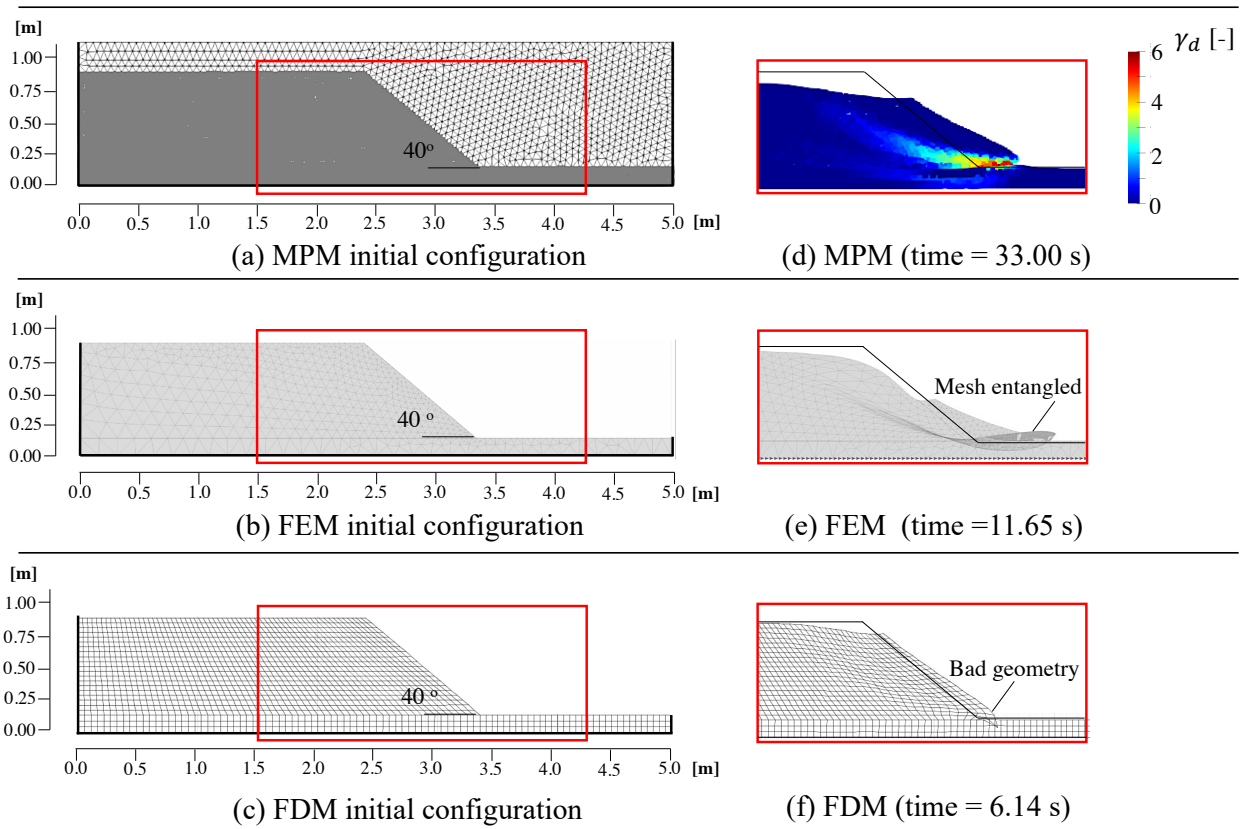 [m]
1.00
0.75
0.50
0.25
0.00
40o
0.0 0.5 1.0 1.5 2.0 2.5 3.0 3.5 4.0 4.5 5.0 [m]
(a) MPM initial configuration
γd [-]
6
4
2
0
(d) MPM (time = 33.00 s)
[m]
1.00
0.75
0.50
0.25
0.00
40 o
0.0 0.5 1.0 1.5 2.0 2.5 3.0 3.5 4.0 4.5 5.0 [m]
(b) FEM initial configuration
Mesh entangled
(e) FEM (time =11.65 s)
[m]
1.00
0.75
0.50
0.25
0.00
40 o
0.0 0.5 1.0 1.5 2.0 2.5 3.0 3.5 4.0 4.5 5.0 [m]
(c) FDM initial configuration
Bad geometry
(f) FDM (time = 6.14 s)